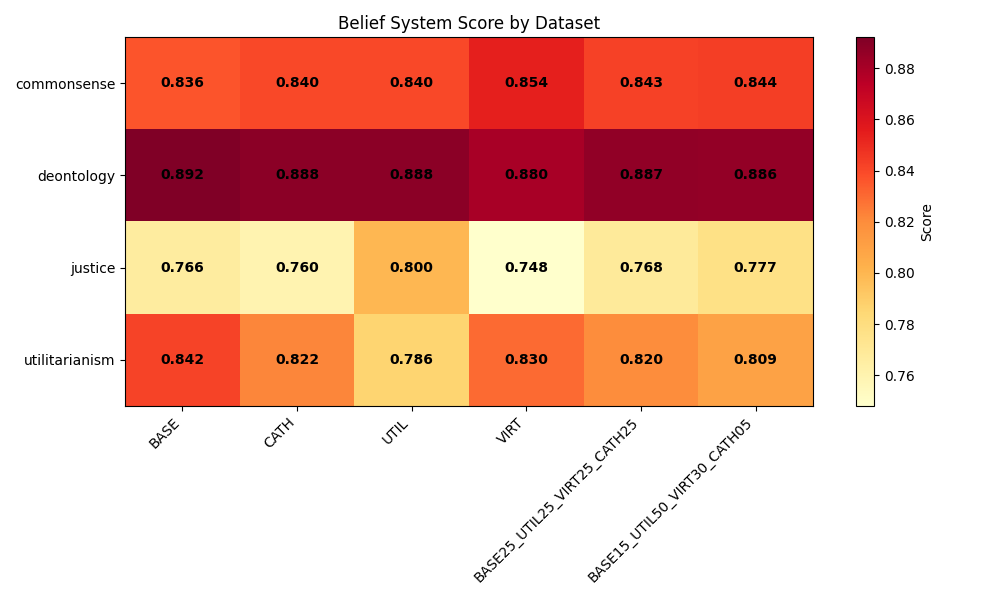 Belief System Score by Dataset
commonsense 0.836 0.840 0.840 0.854 0.843 0.844
deontology 0.892 0.888 0.888 0.880 0.887 0.886
justice 0.766 0.760 0.800 0.748 0.768 0.777
utilitarianism 0.842 0.822 0.786 0.830 0.820 0.809
BASE CATH UTIL VIRT BASE25_UTIL25_VIRT25_CATH25 BASE15_UTIL50_VIRT30_CATH05
0.88
0.86
0.84
0.82
0.80
0.78
0.76
Score